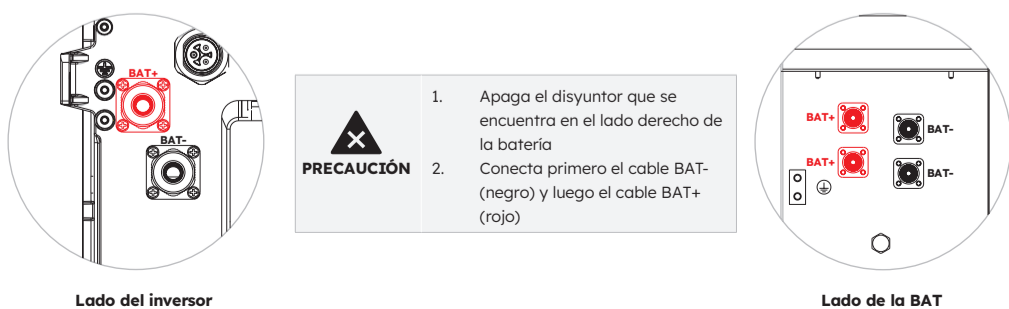 BAT+
BAT-
PRECAUCIÓN
1. Apaga el disyuntor que se
encuentra en el lado derecho de
la batería
2. Conecta primero el cable BAT-
(negro) y luego el cable BAT+
(rojo)
BAT+
BAT-
BAT+
BAT-
Lado del inversor
Lado de la BAT